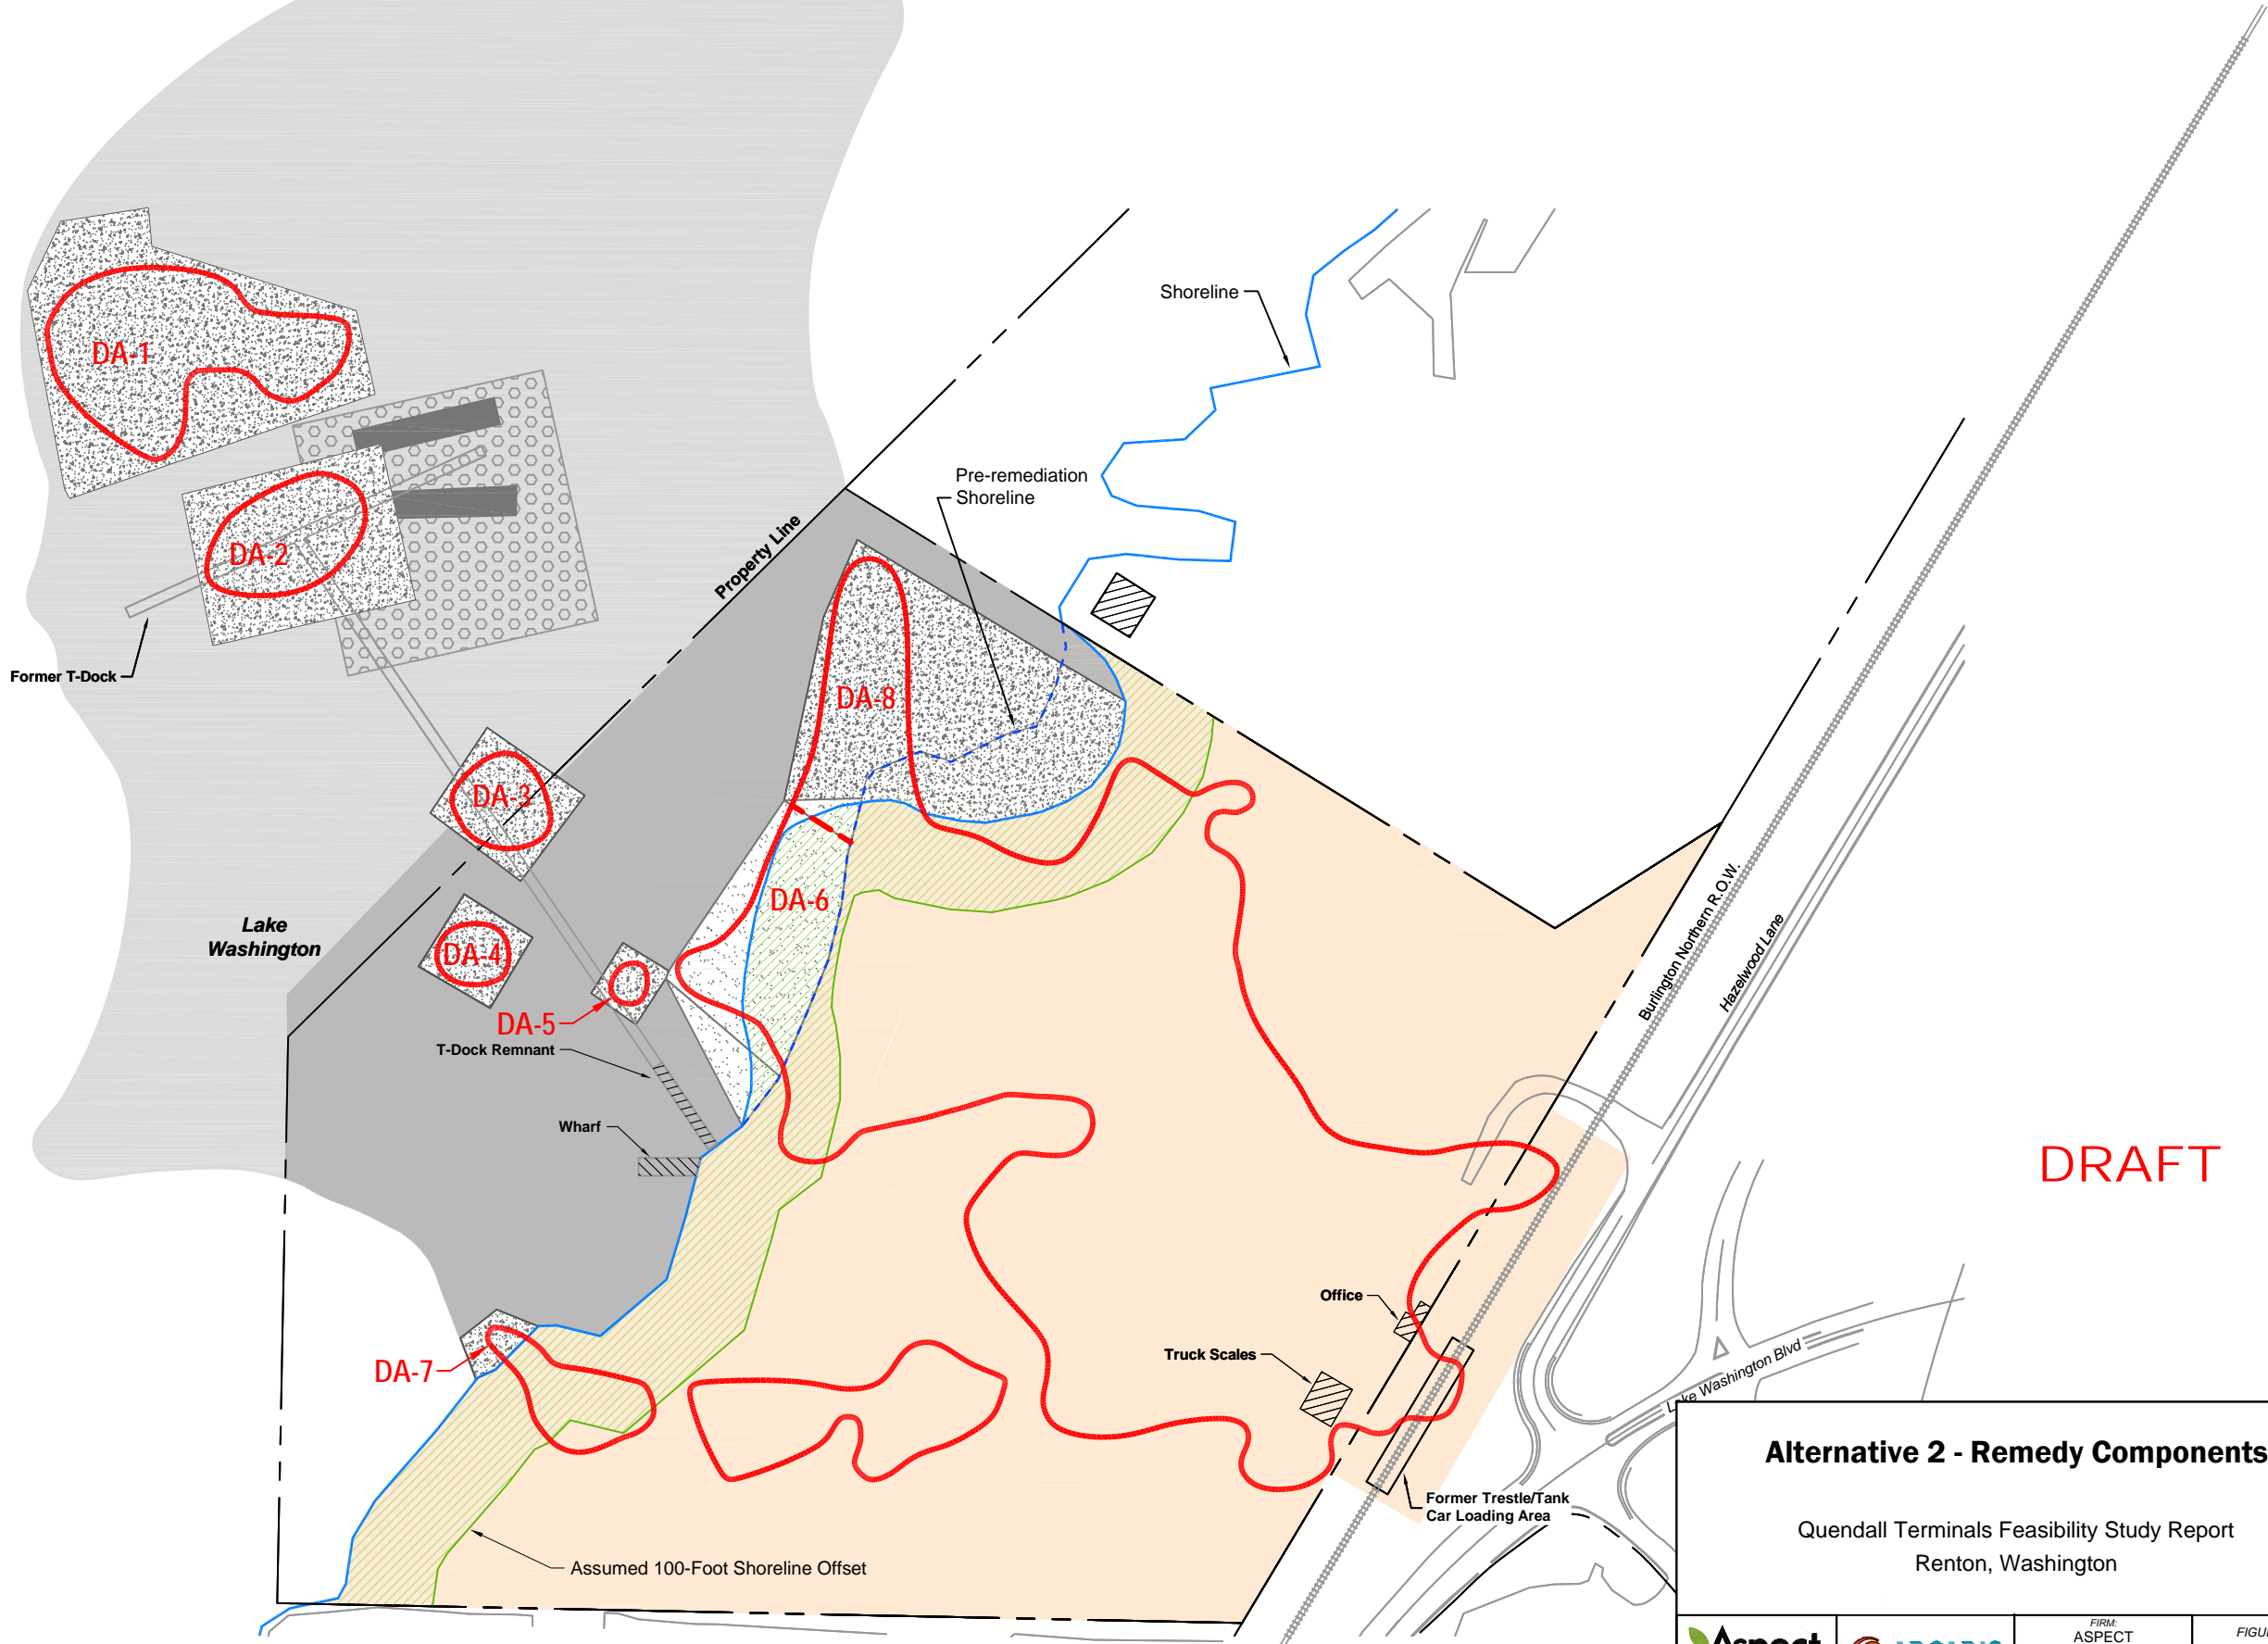 Shoreline
DA-1
Pre-remediation
Shoreline
DA-2
Property Line
Former T-Dock
DA-8
DA-3
DA-6
Lake
Washington
DA-4
Burlington Northern R.O.W.
Hazelwood Lane
DA-5
T-Dock Remnant
Wharf
DRAFT
Office
Truck Scales
DA-7
Lake Washington Blvd
Former Trestle/Tank
Car Loading Area
Assumed 100-Foot Shoreline Offset
Alternative 2 - Remedy Components
Quendall Terminals Feasibility Study Report
Renton, Washington
Aspect
ARCADIS
FIRM:
ASPECT